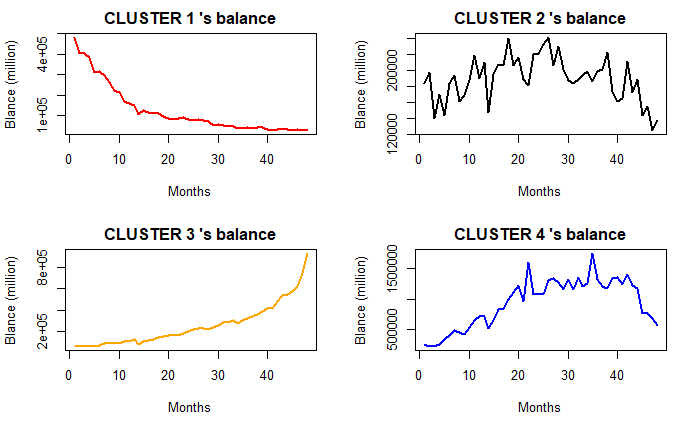 CLUSTER 1 's balance
Blance (million)
1e+05 4e+05
0 10 20 30 40
Months
CLUSTER 2 's balance
Blance (million)
120000 200000
0 10 20 30 40
Months
CLUSTER 3 's balance
Blance (million)
2e+05 8e+05
0 10 20 30 40
Months
CLUSTER 4 's balance
Blance (million)
500000 1500000
0 10 20 30 40
Months